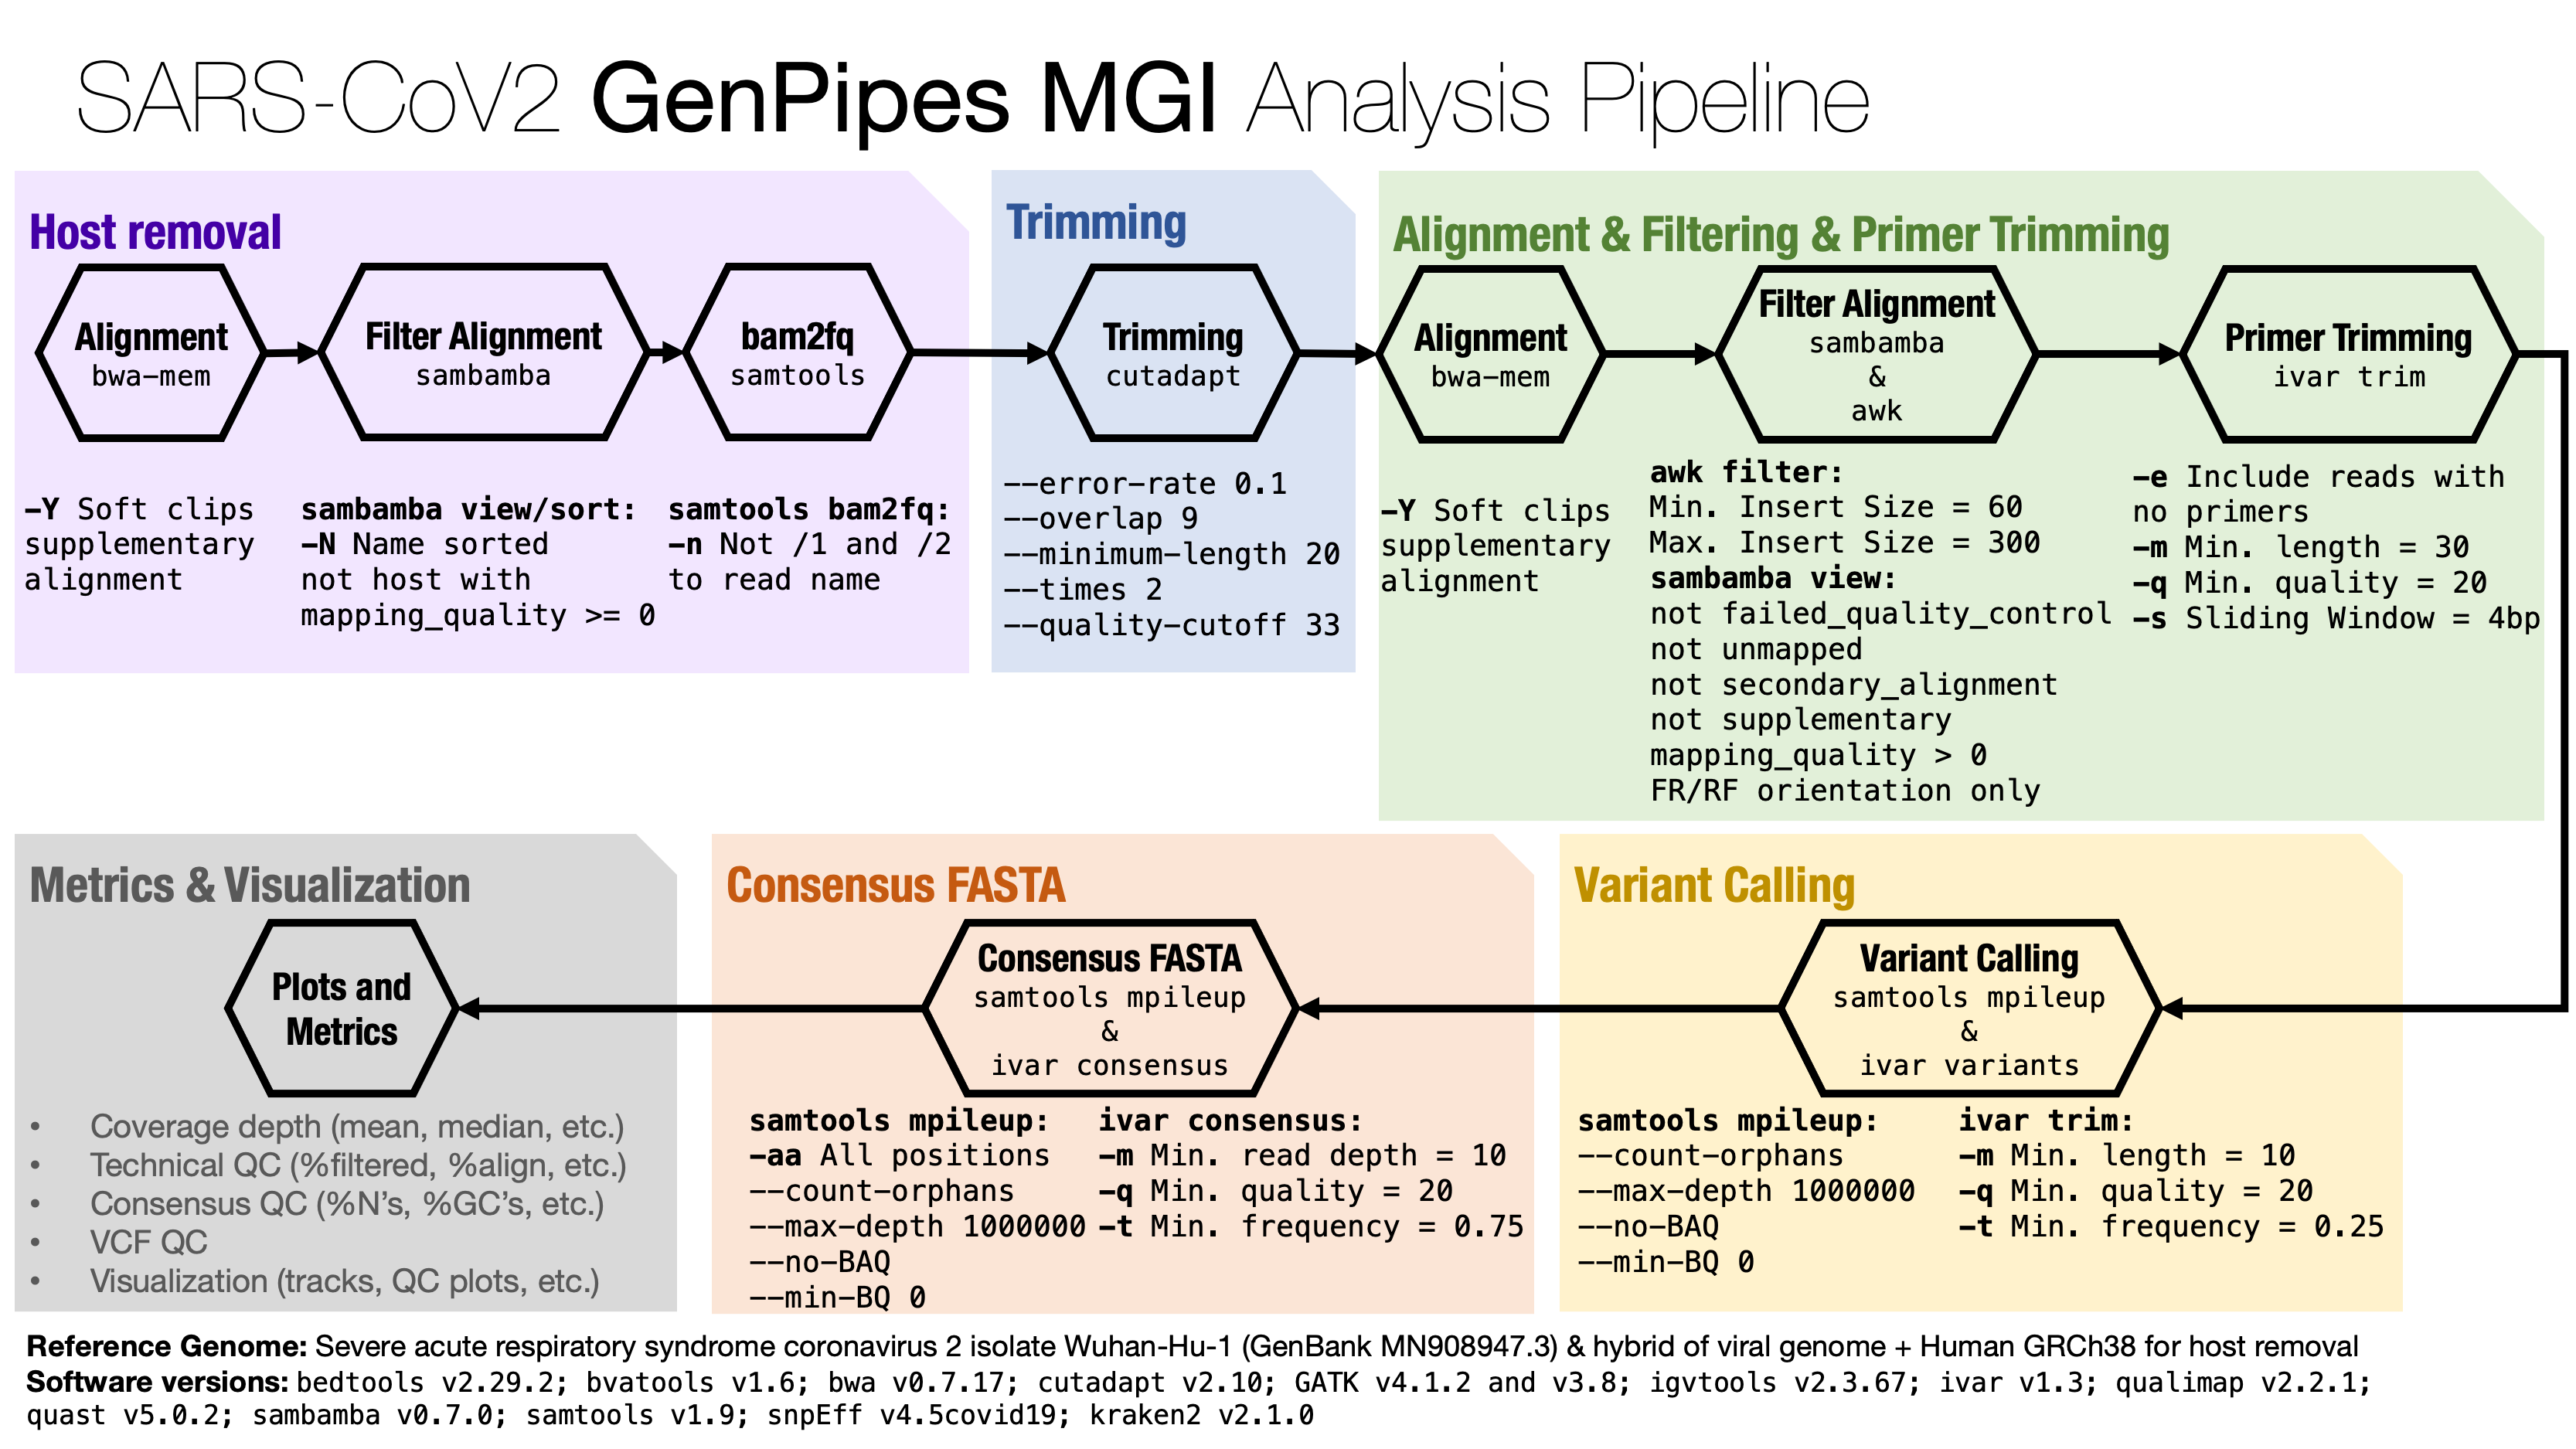 SARS-CoV2 GenPipes MGI Analysis Pipeline
Host removal
Alignment
bwa-mem
Filter Alignment
sambamba
bam2fq
samtools
-Y Soft clips
supplementary
alignment
sambamba view/sort:
-N Name sorted
not host with
mapping_quality >= 0
samtools bam2fq:
-n Not /1 and /2
to read name
Trimming
Trimming
cutadapt
--error-rate 0.1
--overlap 9
--minimum-length 20
--times 2
--quality-cutoff 33
Alignment & Filtering & Primer Trimming
Alignment
bwa-mem
Filter Alignment
sambamba
&
awk
Primer Trimming
ivar trim
-Y Soft clips
supplementary
alignment
awk filter:
Min. Insert Size = 60
Max. Insert Size = 300
sambamba view:
not failed_quality_control
not unmapped
not secondary_alignment
not supplementary
mapping_quality > 0
FR/RF orientation only
-e Include reads with
no primers
-m Min. length = 30
-q Min. quality = 20
-s Sliding Window = 4bp
Metrics & Visualization
Plots and
Metrics
• Coverage depth (mean, median, etc.)
• Technical QC (%filtered, %align, etc.)
• Consensus QC (%N's, %GC's, etc.)
• VCF QC
• Visualization (tracks, QC plots, etc.)
Consensus FASTA
Consensus FASTA
samtools mpileup
&
ivar consensus
samtools mpileup:
-aa All positions
--count-orphans
--max-depth 1000000
--no-BAQ
--min-BQ 0
ivar consensus:
-m Min. read depth = 10
-q Min. quality = 20
-t Min. frequency = 0.75
Variant Calling
Variant Calling
samtools mpileup
&
ivar variants
samtools mpileup:
--count-orphans
--max-depth 1000000
--no-BAQ
--min-BQ 0
ivar trim:
-m Min. length = 10
-q Min. quality = 20
-t Min. frequency = 0.25
Reference Genome: Severe acute respiratory syndrome coronavirus 2 isolate Wuhan-Hu-1 (GenBank MN908947.3) & hybrid of viral genome + Human GRCh38 for host removal
Software versions: bedtools v2.29.2; bvatools v1.6; bwa v0.7.17; cutadapt v2.10; GATK v4.1.2 and v3.8; igvtools v2.3.67; ivar v1.3; qualimap v2.2.1;
quast v5.0.2; sambamba v0.7.0; samtools v1.9; snpEff v4.5covid19; kraken2 v2.1.0